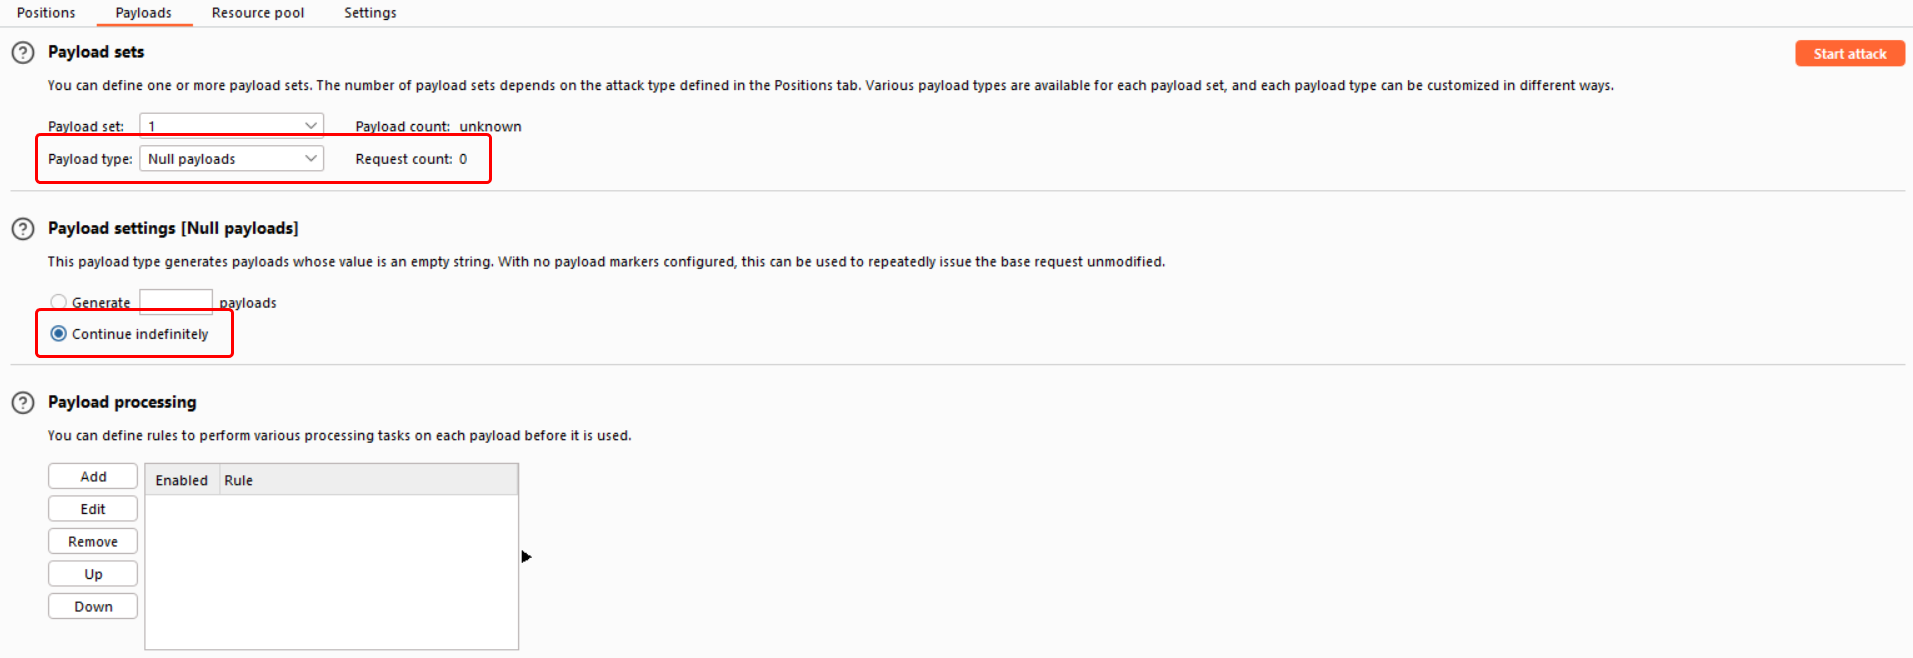 Positions Payloads Resource pool Settings
? Payload sets
Start attack
You can define one or more payload sets. The number of payload sets depends on the attack type defined in the Positions tab. Various payload types are available for each payload set, and each payload type can be customized in different ways.
Payload set: 1 Payload count: unknown
Payload type: Null payloads Request count: 0
? Payload settings [Null payloads]
This payload type generates payloads whose value is an empty string. With no payload markers configured, this can be used to repeatedly issue the base request unmodified.
Generate payloads
Continue indefinitely
? Payload processing
You can define rules to perform various processing tasks on each payload before it is used.
Add
Enabled Rule
Edit
Remove
Up
Down